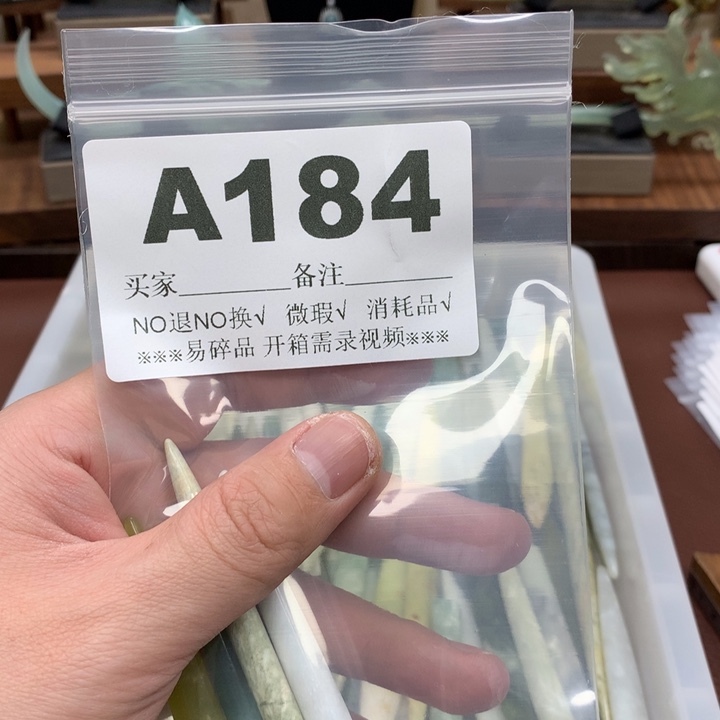 A184
买家________备注________
NO退NO换√ 微瑕√ 消耗品√
※※※易碎品 开箱需录视频※※※